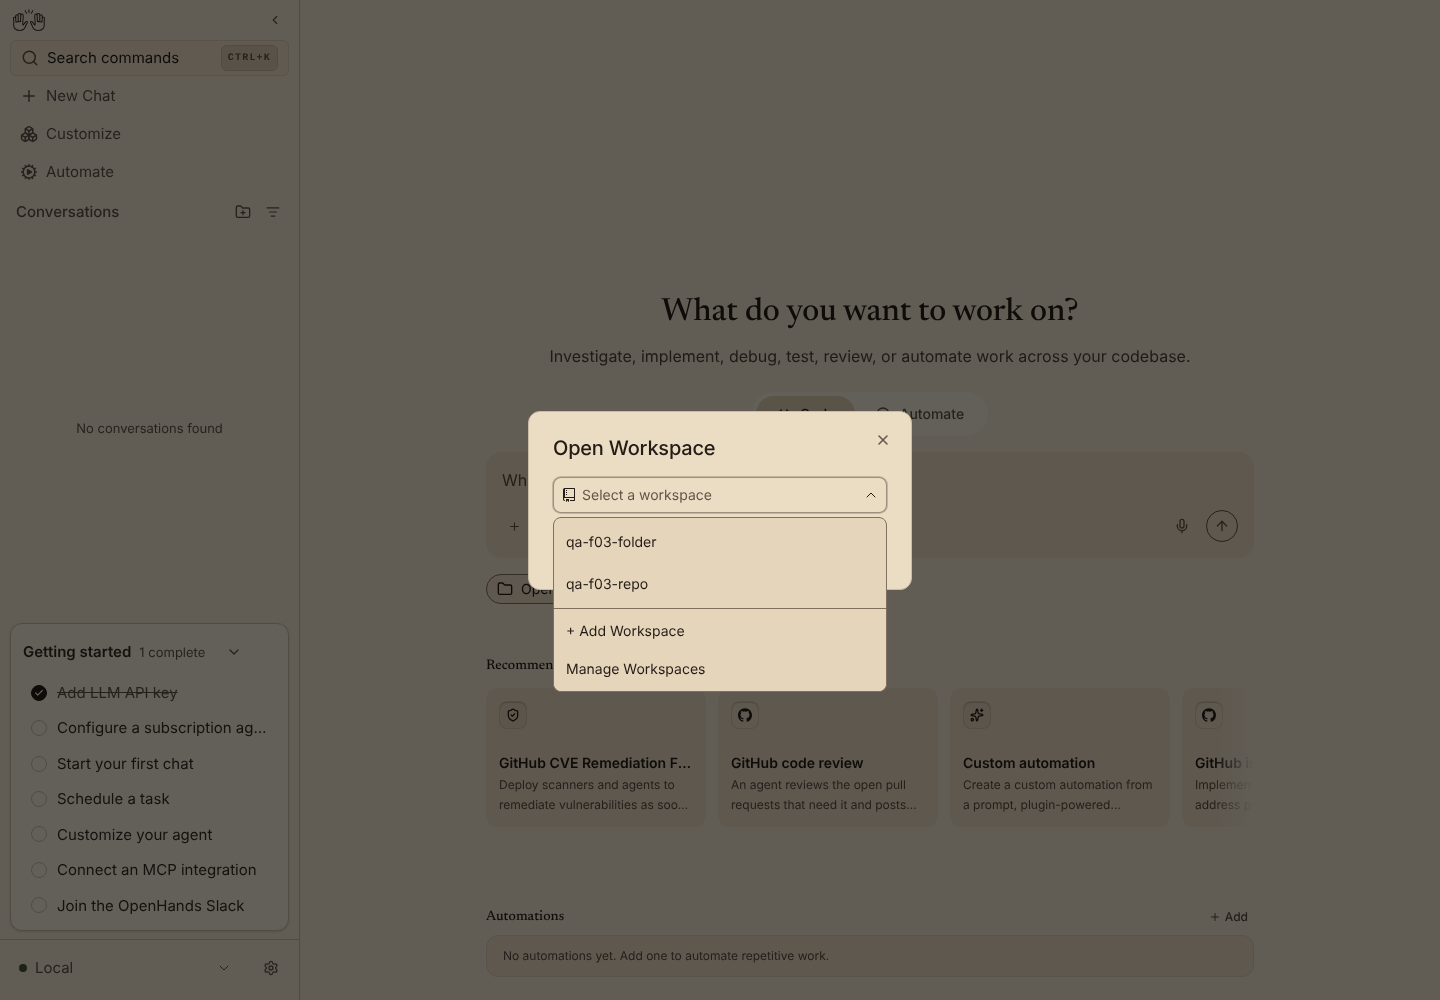 Search commands
CTRL+K
New Chat
Customize
Automate
Conversations
No conversations found
Getting started 1 complete
Add LLM API key
Configure a subscription ag...
Start your first chat
Schedule a task
Customize your agent
Connect an MCP integration
Join the OpenHands Slack
Local
What do you want to work on?
Investigate, implement, debug, test, review, or automate work across your codebase.
Automate
Open Workspace
Select a workspace
qa-f03-folder
qa-f03-repo
+ Add Workspace
Manage Workspaces
GitHub CVE Remediation F...
Deploy scanners and agents to
remediate vulnerabilities as soo...
GitHub code review
An agent reviews the open pull
requests that need it and posts...
Custom automation
Create a custom automation from
a prompt, plugin-powered...
GitHub
address
Automations
+ Add
No automations yet. Add one to automate repetitive work.